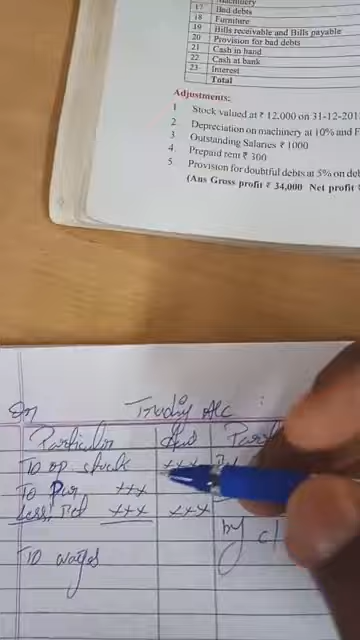 Machinery
17 Bad debts
18 Furniture
19 Bills receivable and Bills payable
20 Provision for bad debts
21 Cash in hand
22 Cash at bank
23 Interest
Total
Adjustments:
1 Stock valued at ₹ 12,000 on 31-12-201
2. Depreciation on machinery at 10% and F
3. Outstanding Salaries ₹ 1000
4. Prepaid rent ₹ 300
5. Provision for doubtful debts at 5% on deb
(Ans Gross profit ₹ 34,000 Net profit ₹
Trading A/c
Particular
To op. stock xxx
To Pur xxx
Less: xxx xxx
by cl
To wages